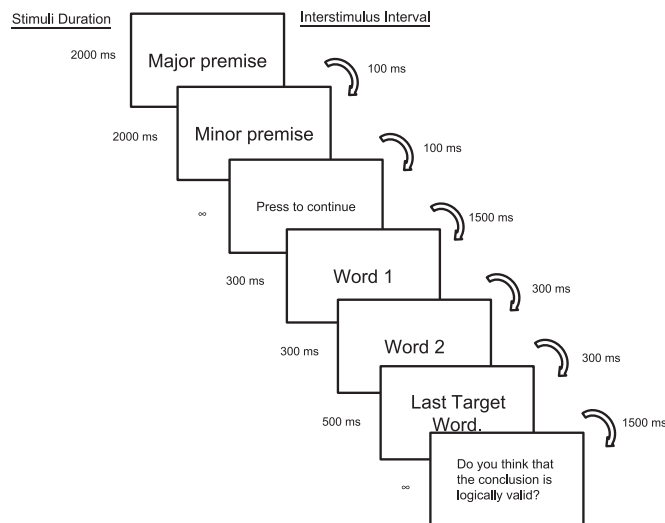 Stimuli Duration
Interstimulus Interval
2000 ms
Major premise
100 ms
2000 ms
Minor premise
100 ms
∞
Press to continue
1500 ms
300 ms
Word 1
300 ms
300 ms
Word 2
300 ms
500 ms
Last Target
Word.
1500 ms
∞
Do you think that
the conclusion is
logically valid?